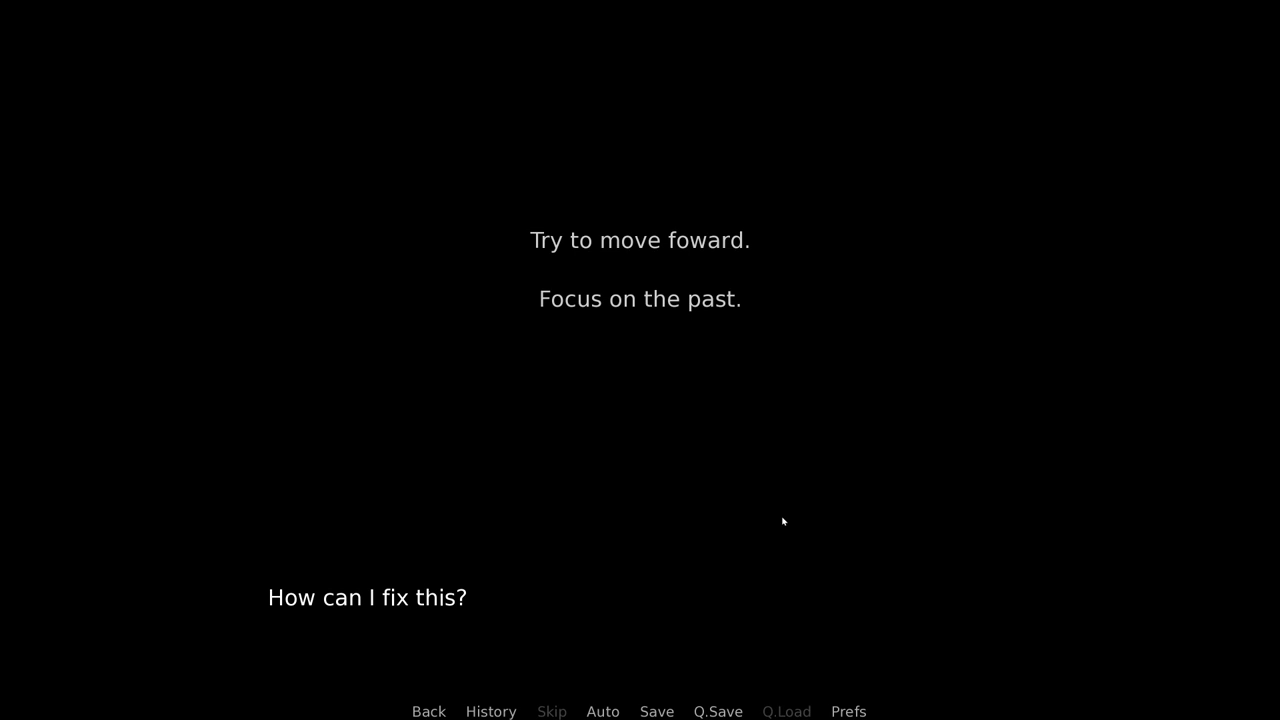 Try to move foward.
Focus on the past.
How can I fix this?
Back History Skip Auto Save Q.Save Q.Load Prefs